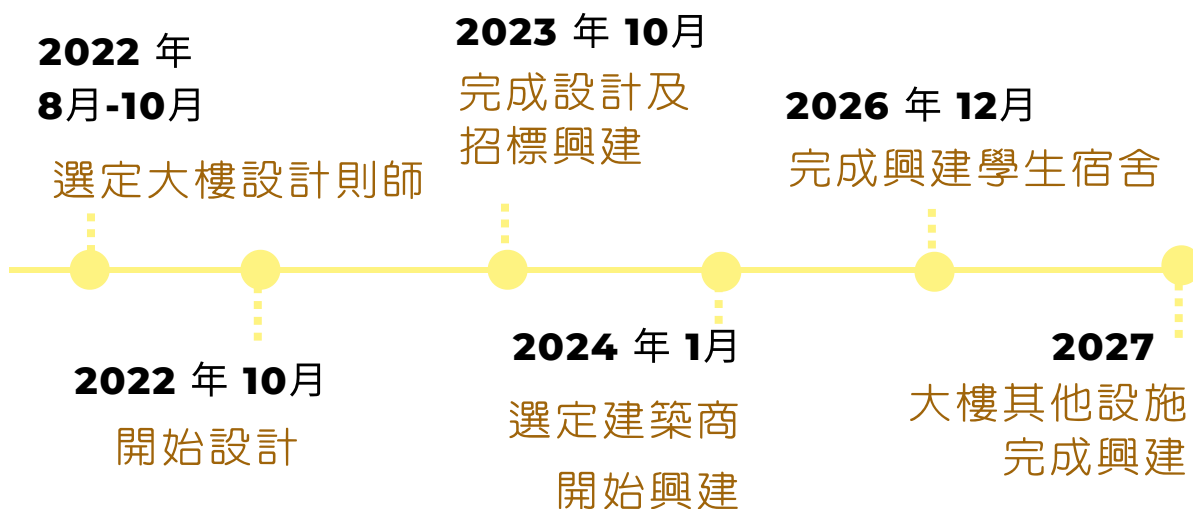 2022 年
8月-10月
選定大樓設計則師
2022 年 10月
開始設計
2023 年 10月
完成設計及
招標興建
2024 年 1月
選定建築商
開始興建
2026 年 12月
完成興建學生宿舍
2027
大樓其他設施
完成興建